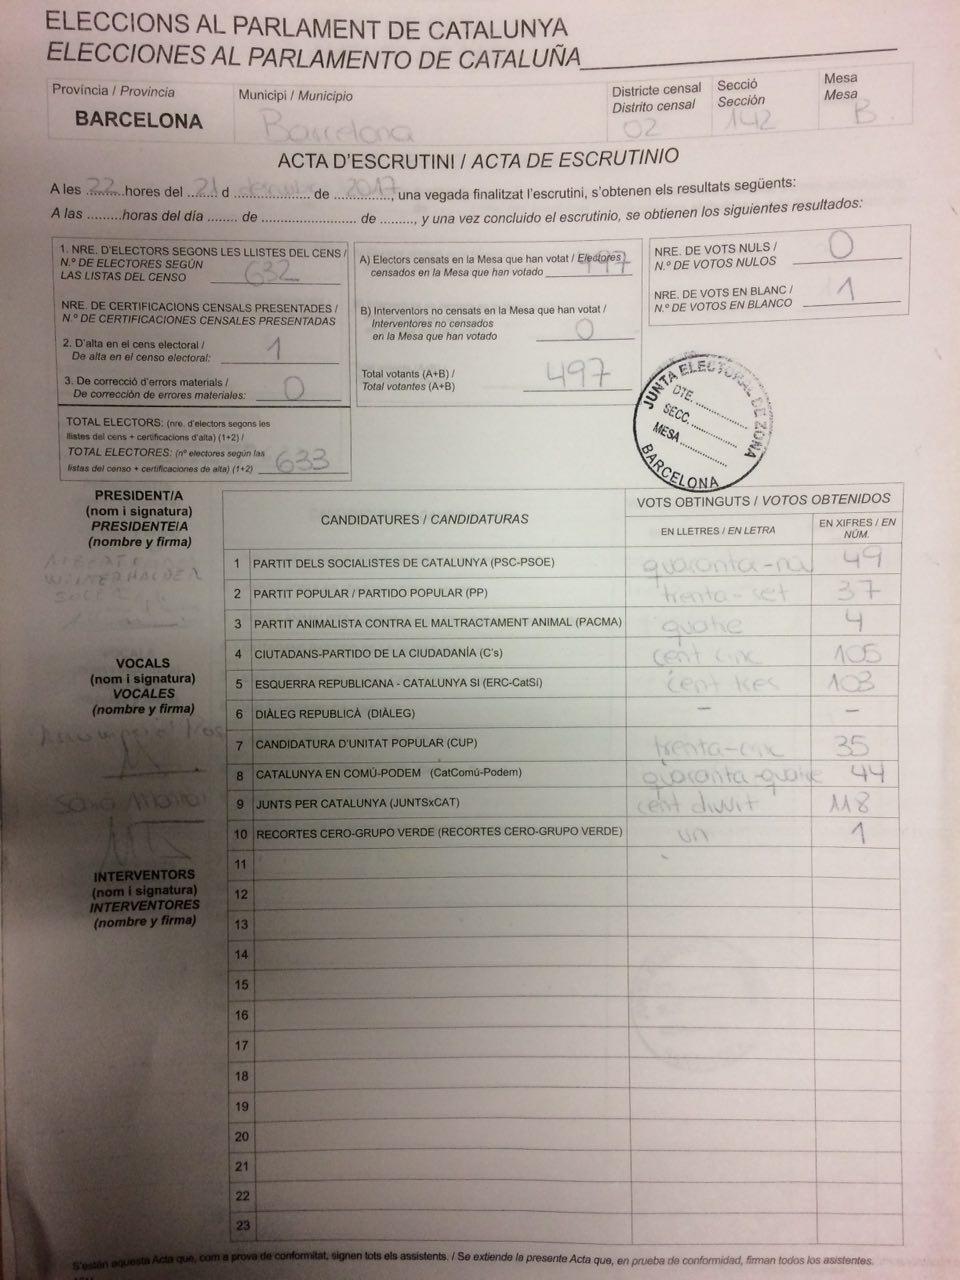 ELECCIONS AL PARLAMENT DE CATALUNYA
ELECCIONES AL PARLAMENTO DE CATALUÑA
Província / Provincia
BARCELONA
Municipi / Municipio
Barcelona
Districte censal
Distrito censal
02
Secció
Sección
142
Mesa
Mesa
B
ACTA D'ESCRUTINI / ACTA DE ESCRUTINIO
A les 22 hores del 21 d desembre de 2017, una vegada finalitzat l'escrutini, s'obtenen els resultats següents:
A las .........horas del día ........ de ......................... de ........, y una vez concluido el escrutinio, se obtienen los siguientes resultados:
1. NRE. D'ELECTORS SEGONS LES LLISTES DEL CENS /
N.º DE ELECTORES SEGÚN
LAS LISTAS DEL CENSO 632
NRE. DE CERTIFICACIONS CENSALS PRESENTADES /
N.º DE CERTIFICACIONES CENSALES PRESENTADAS
2. D'alta en el cens electoral /
De alta en el censo electoral: 1
3. De correcció d'errors materials /
De corrección de errores materiales: 0
TOTAL ELECTORS: (nre. d'electors segons les
llistes del cens + certificacions d'alta) (1+2) /
TOTAL ELECTORES: (nº electores según las
listas del censo + certificaciones de alta) (1+2) 633
A) Electors censats en la Mesa que han votat / Electores
censados en la Mesa que han votado 497
B) Interventors no censats en la Mesa que han votat /
Interventores no censados
en la Mesa que han votado 0
Total votants (A+B) /
Total votantes (A+B) 497
NRE. DE VOTS NULS /
N.º DE VOTOS NULOS 0
NRE. DE VOTS EN BLANC /
N.º DE VOTOS EN BLANCO 1
JUNTA ELECTORAL DE ZONA
DTE. ..............
SECC. ..............
MESA ..............
BARCELONA
PRESIDENT/A
(nom i signatura)
PRESIDENTE/A
(nombre y firma)
WINTERHALDER
VOCALS
(nom i signatura)
VOCALES
(nombre y firma)
INTERVENTORS
(nom i signatura)
INTERVENTORES
(nombre y firma)
CANDIDATURES / CANDIDATURAS
VOTS OBTINGUTS / VOTOS OBTENIDOS
EN LLETRES / EN LETRA
EN XIFRES / EN NÚM.
1 PARTIT DELS SOCIALISTES DE CATALUNYA (PSC-PSOE) quaranta-nou 49
2 PARTIT POPULAR / PARTIDO POPULAR (PP) trenta-set 37
3 PARTIT ANIMALISTA CONTRA EL MALTRACTAMENT ANIMAL (PACMA) quatre 4
4 CIUTADANS-PARTIDO DE LA CIUDADANÍA (C's) cent cinc 105
5 ESQUERRA REPUBLICANA - CATALUNYA SI (ERC-CatSí) cent tres 103
6 DIÀLEG REPUBLICÀ (DIÀLEG) – –
7 CANDIDATURA D'UNITAT POPULAR (CUP) trenta-cinc 35
8 CATALUNYA EN COMÚ-PODEM (CatComú-Podem) quaranta-quatre 44
9 JUNTS PER CATALUNYA (JUNTSxCAT) cent divuit 118
10 RECORTES CERO-GRUPO VERDE (RECORTES CERO-GRUPO VERDE) un 1
11
12
13
14
15
16
17
18
19
20
21
22
23
S'estén aquesta Acta que, com a prova de conformitat, signen tots els assistents. / Se extiende la presente Acta que, en prueba de conformidad, firman todos los asistentes.